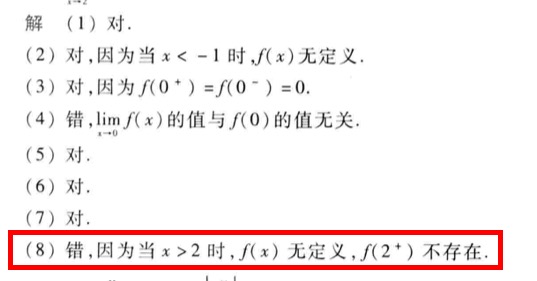 解 (1) 对.
(2) 对,因为当 x < -1 时,f(x)无定义.
(3) 对,因为 f(0⁺) = f(0⁻) = 0.
(4) 错,lim f(x)的值与 f(0)的值无关.
x→0
(5) 对.
(6) 对.
(7) 对.
(8) 错,因为当 x > 2 时, f(x) 无定义, f(2⁺) 不存在.